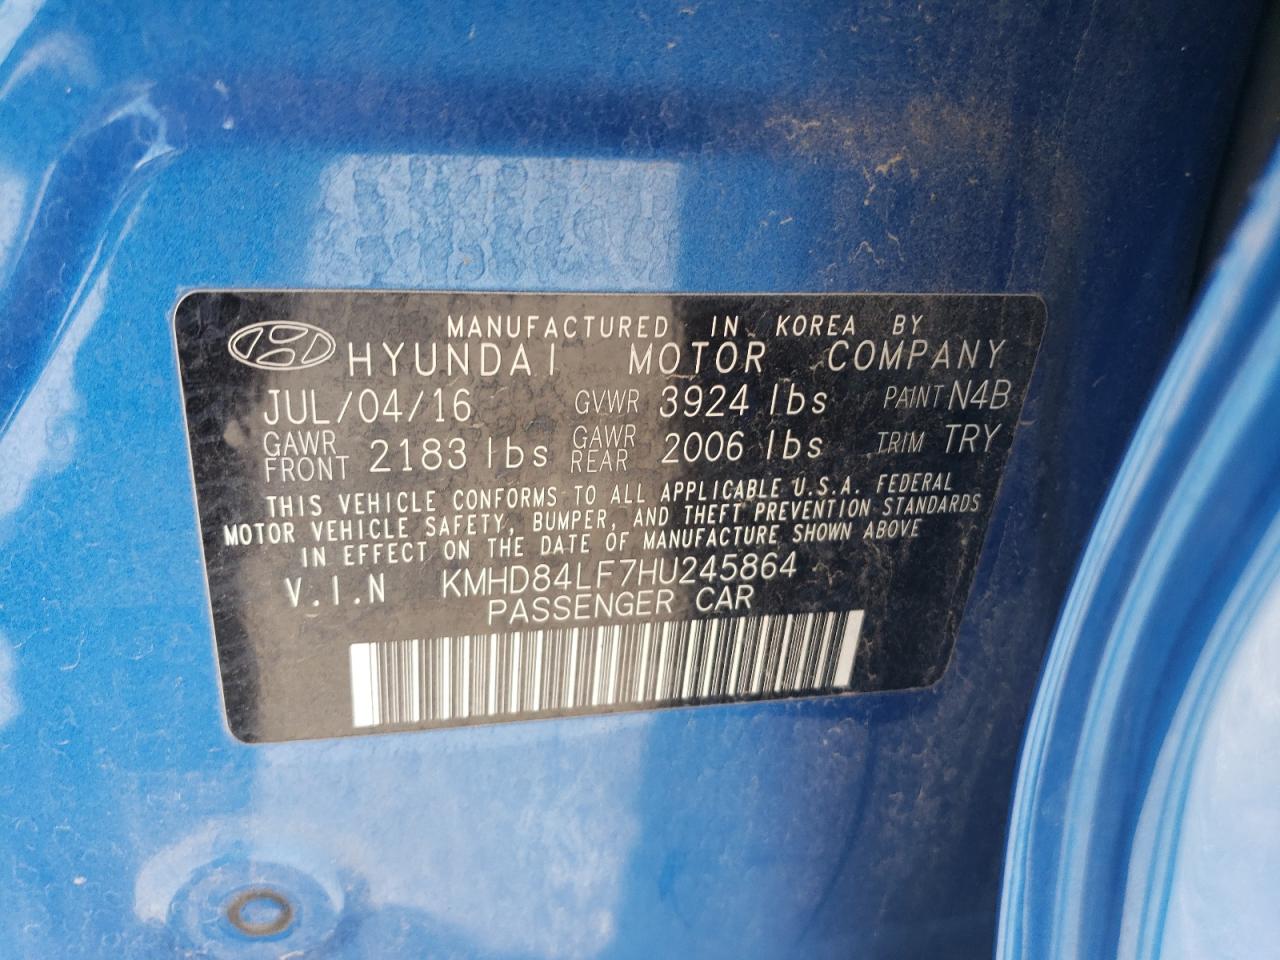 MANUFACTURED IN KOREA BY
HYUNDAI MOTOR COMPANY
JUL/04/16 GVWR 3924 lbs PAINT N4B
GAWR FRONT 2183 lbs GAWR REAR 2006 lbs TRIM TRY
THIS VEHICLE CONFORMS TO ALL APPLICABLE U.S.A. FEDERAL
MOTOR VEHICLE SAFETY, BUMPER, AND THEFT PREVENTION STANDARDS
IN EFFECT ON THE DATE OF MANUFACTURE SHOWN ABOVE
V.I.N KMHD84LF7HU245864
PASSENGER CAR